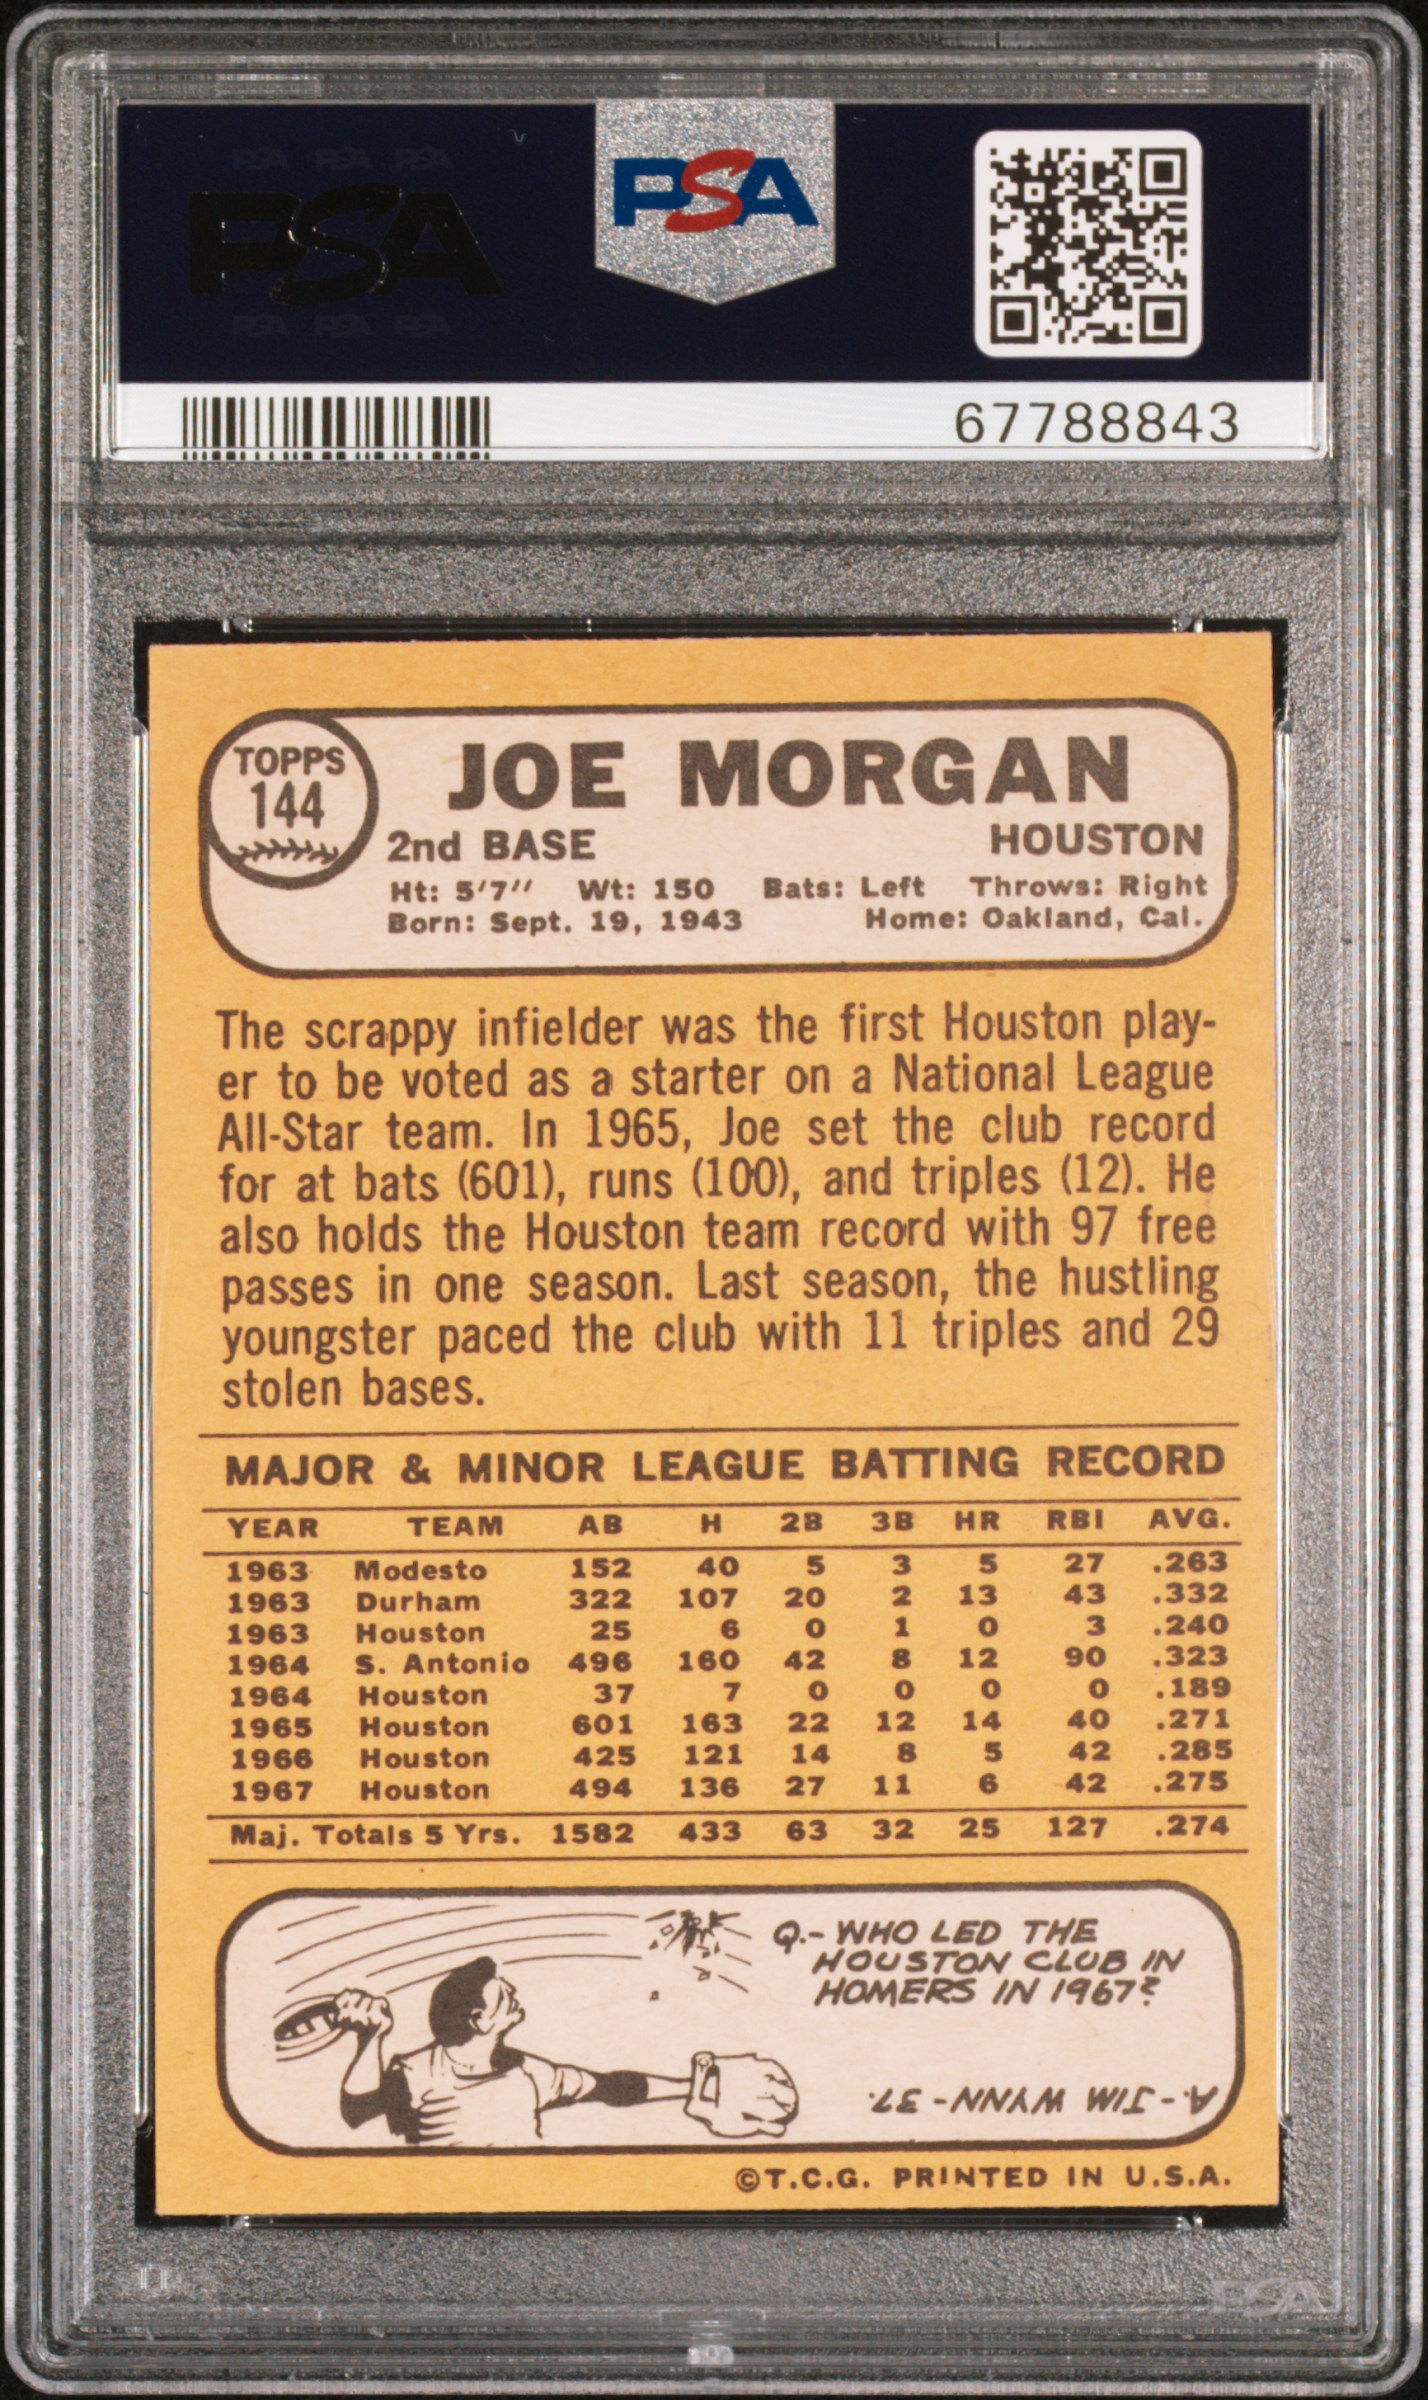 PSA PSA PSA
PSA
PSA PSA PSA
PSA
67788843
TOPPS
144
JOE MORGAN
2nd BASE HOUSTON
Ht: 5'7" Wt: 150 Bats: Left Throws: Right
Born: Sept. 19, 1943 Home: Oakland, Cal.
The scrappy infielder was the first Houston play-
er to be voted as a starter on a National League
All-Star team. In 1965, Joe set the club record
for at bats (601), runs (100), and triples (12). He
also holds the Houston team record with 97 free
passes in one season. Last season, the hustling
youngster paced the club with 11 triples and 29
stolen bases.
MAJOR & MINOR LEAGUE BATTING RECORD
YEAR TEAM AB H 2B 3B HR RBI AVG.
1963 Modesto 152 40 5 3 5 27 .263
1963 Durham 322 107 20 2 13 43 .332
1963 Houston 25 6 0 1 0 3 .240
1964 S. Antonio 496 160 42 8 12 90 .323
1964 Houston 37 7 0 0 0 0 .189
1965 Houston 601 163 22 12 14 40 .271
1966 Houston 425 121 14 8 5 42 .285
1967 Houston 494 136 27 11 6 42 .275
Maj. Totals 5 Yrs. 1582 433 63 32 25 127 .274
Q.- WHO LED THE
HOUSTON CLUB IN
HOMERS IN 1967?
A.- JIM WYNN - 37.
©T.C.G. PRINTED IN U.S.A.
PSA